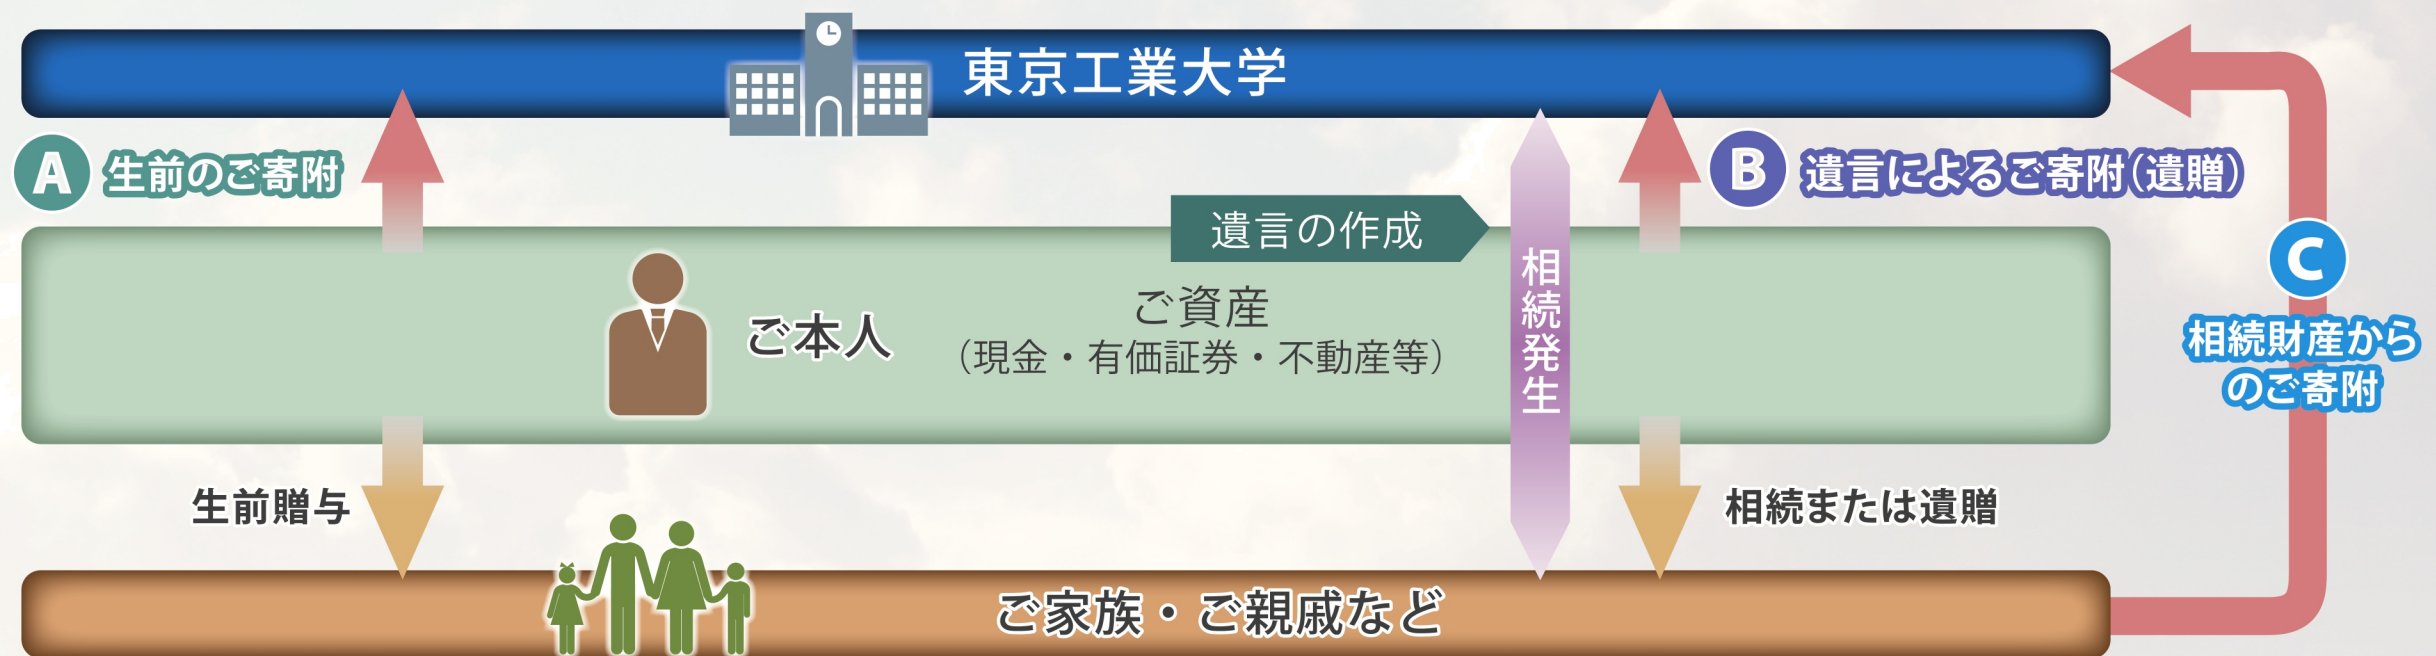 東京工業大学
A 生前のご寄附
B 遺言によるご寄附（遺贈）
遺言の作成
相続発生
C
相続財産から
のご寄附
ご本人
ご資産
（現金・有価証券・不動産等）
生前贈与
相続または遺贈
ご家族・ご親戚など